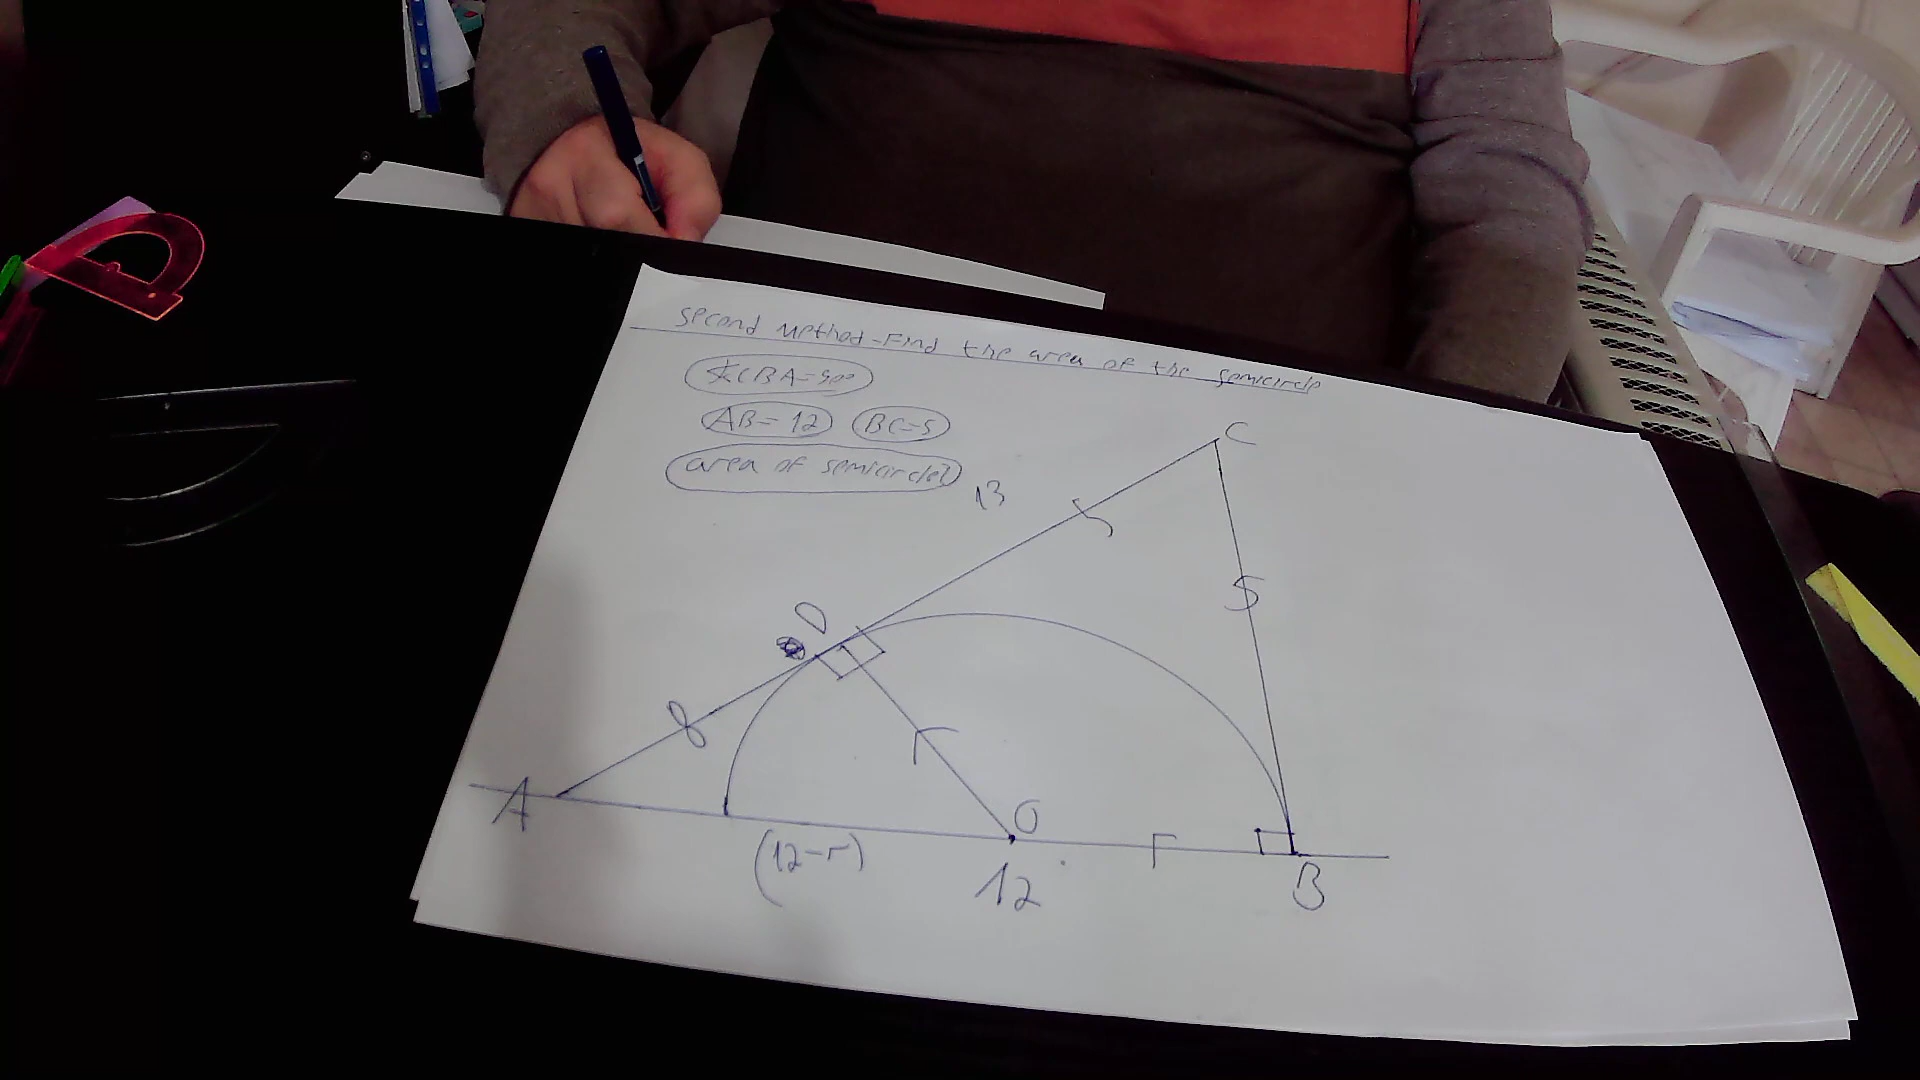 second Method-Find the area of the semicircle
∢CBA=90°
AB=12 BC=5
area of semicircle?
C
13
5
5
D
8
r
A
O
(12-r)
r
12
B